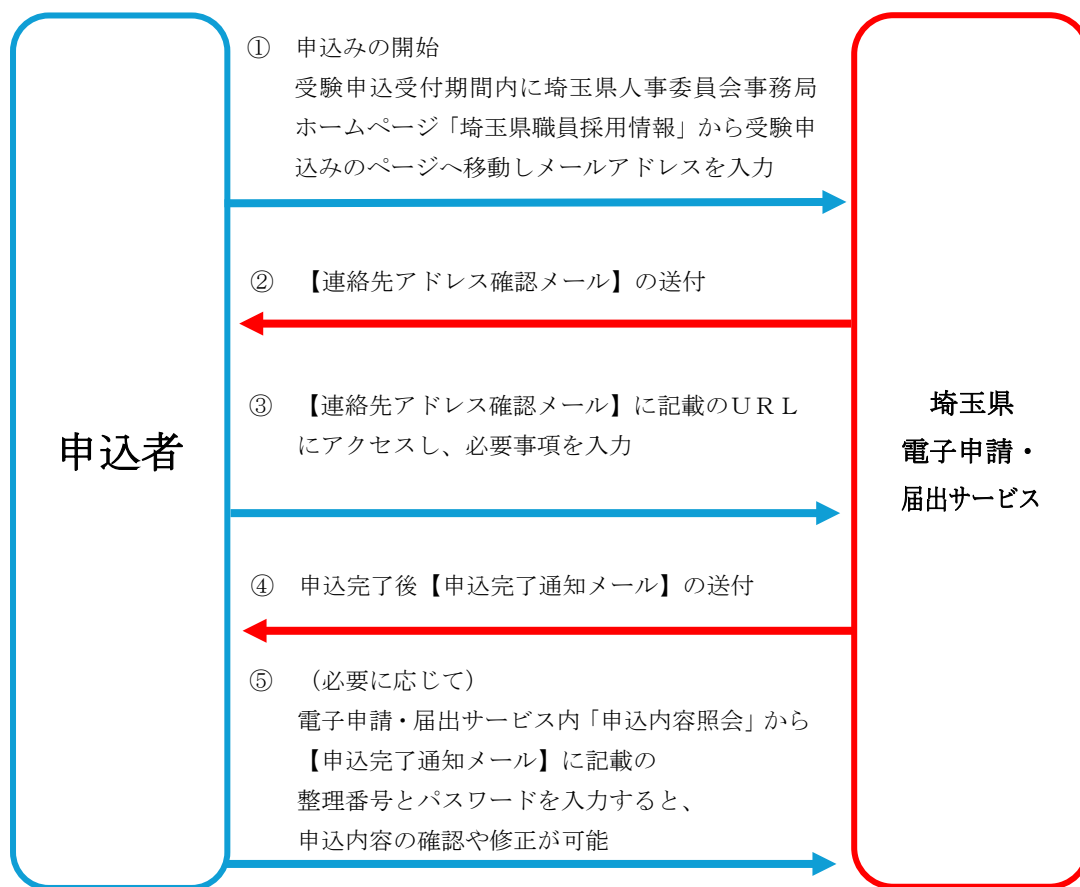 申込者
① 申込みの開始
受験申込受付期間内に埼玉県人事委員会事務局
ホームページ「埼玉県職員採用情報」から受験申
込みのページへ移動しメールアドレスを入力
② 【連絡先アドレス確認メール】の送付
③ 【連絡先アドレス確認メール】に記載のＵＲＬ
にアクセスし、必要事項を入力
④ 申込完了後【申込完了通知メール】の送付
⑤ （必要に応じて）
電子申請・届出サービス内「申込内容照会」から
【申込完了通知メール】に記載の
整理番号とパスワードを入力すると、
申込内容の確認や修正が可能
埼玉県
電子申請・
届出サービス